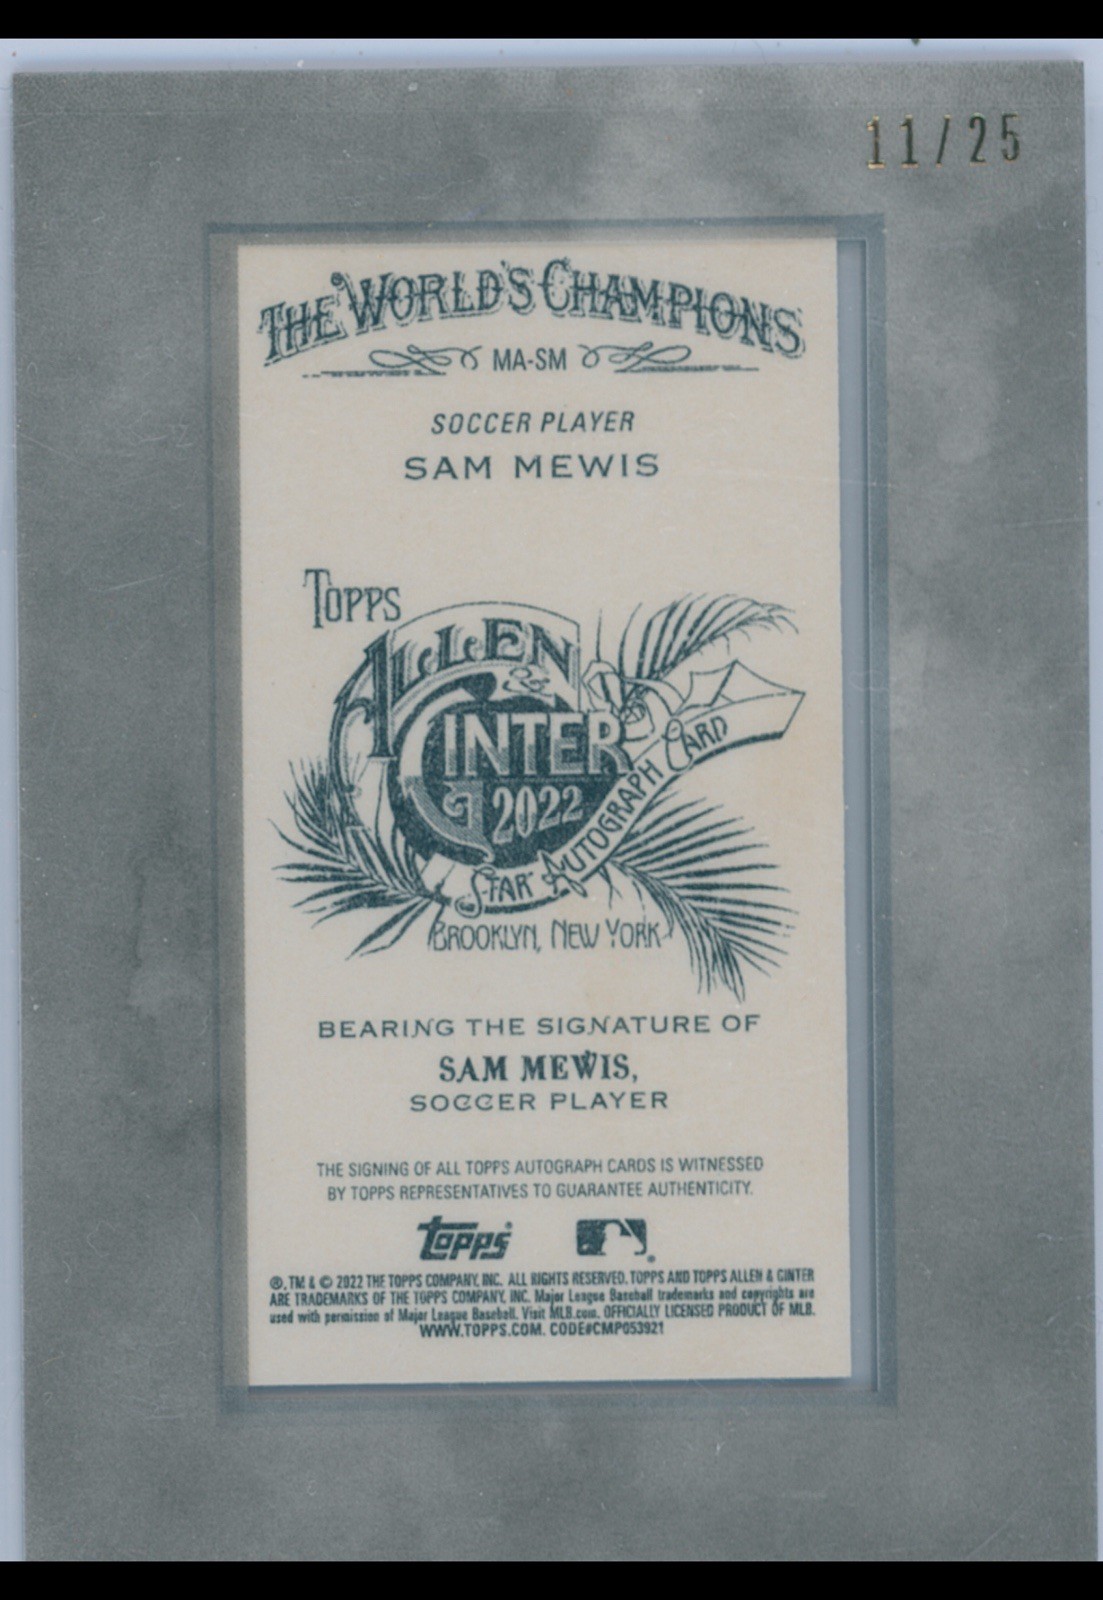 11/25
THE WORLD'S CHAMPIONS
MA-SM
SOCCER PLAYER
SAM MEWIS
TOPPS
ALLEN
&
GINTER
2022
STAR AUTOGRAPH CARD
BROOKLYN, NEW YORK
BEARING THE SIGNATURE OF
SAM MEWIS,
SOCCER PLAYER
THE SIGNING OF ALL TOPPS AUTOGRAPH CARDS IS WITNESSED
BY TOPPS REPRESENTATIVES TO GUARANTEE AUTHENTICITY.
topps®
®, TM & © 2022 THE TOPPS COMPANY, INC. ALL RIGHTS RESERVED. TOPPS AND TOPPS ALLEN & GINTER
ARE TRADEMARKS OF THE TOPPS COMPANY, INC. Major League Baseball trademarks and copyrights are
used with permission of Major League Baseball. Visit MLB.com. OFFICIALLY LICENSED PRODUCT OF MLB.
WWW.TOPPS.COM. CODE#CMP053921